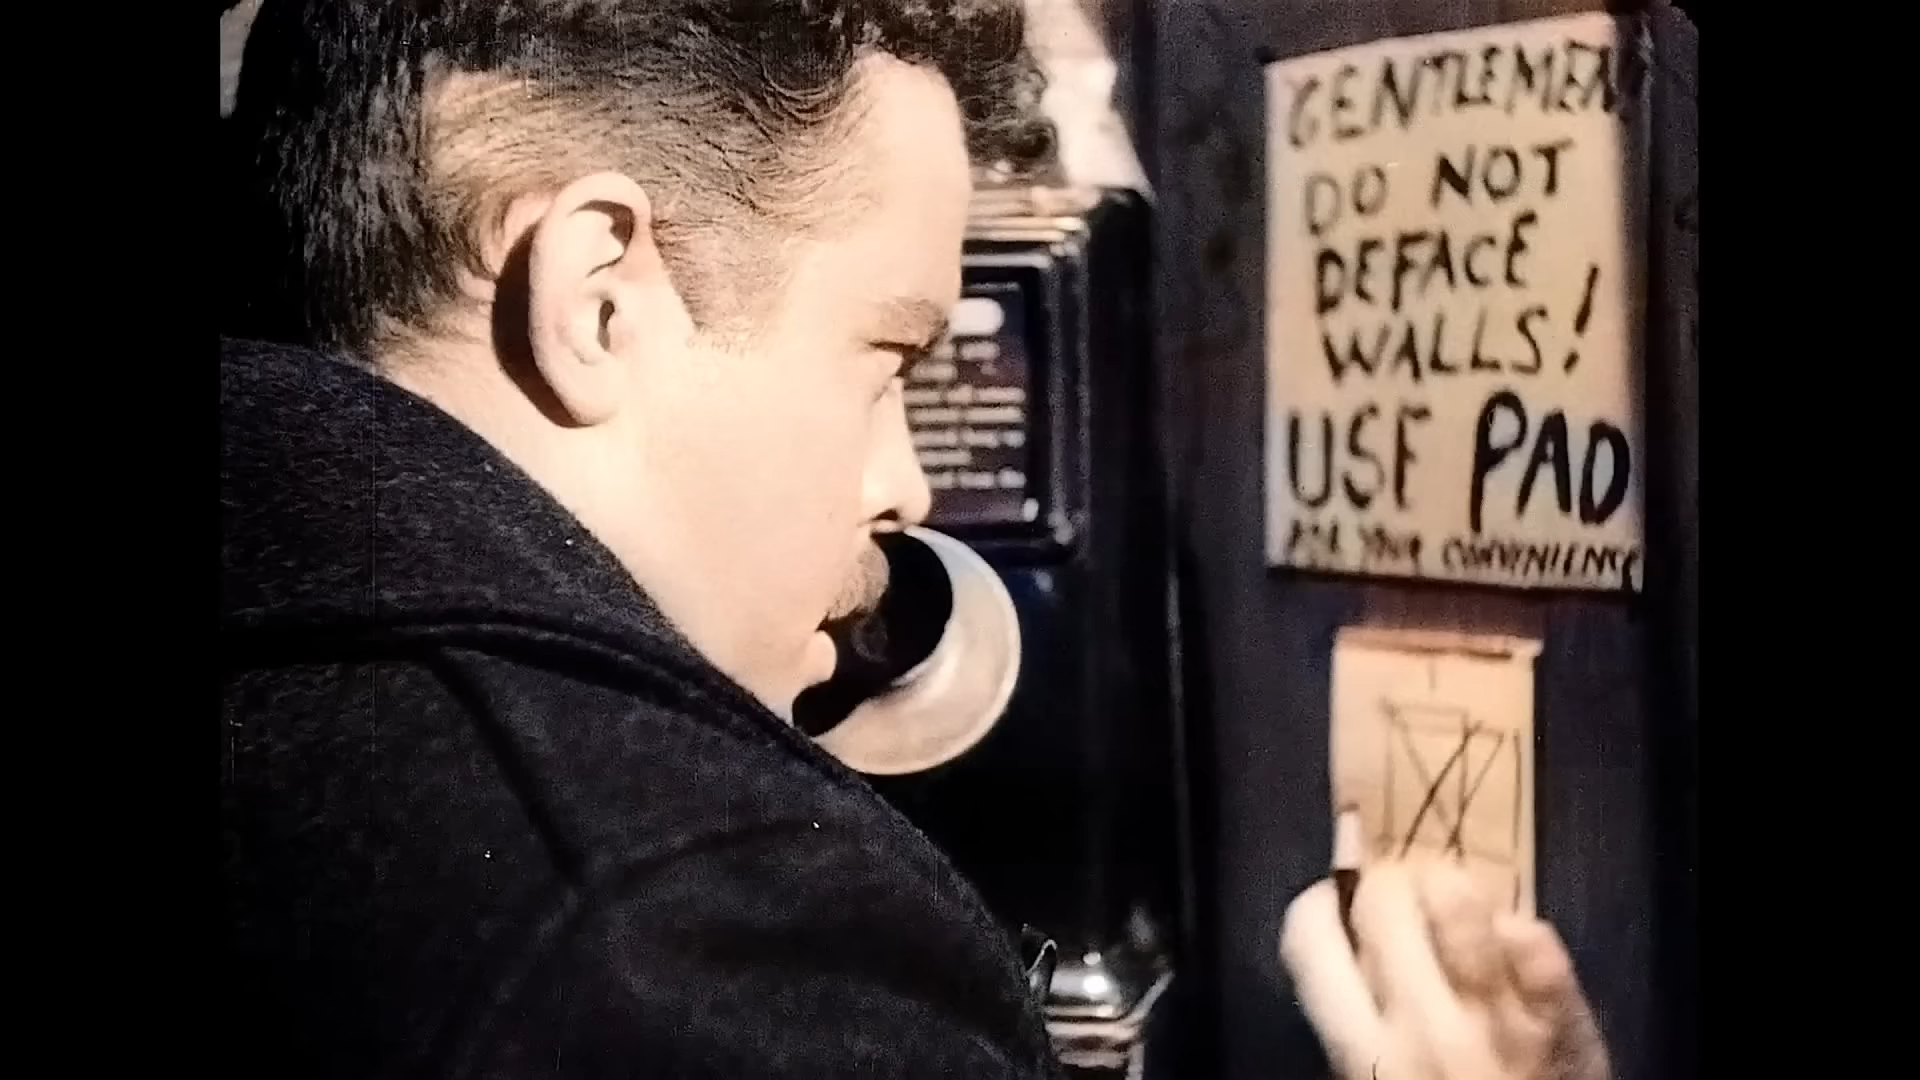 GENTLEMEN
DO NOT
DEFACE
WALLS!
USE PAD
FOR YOUR CONVENIENCE